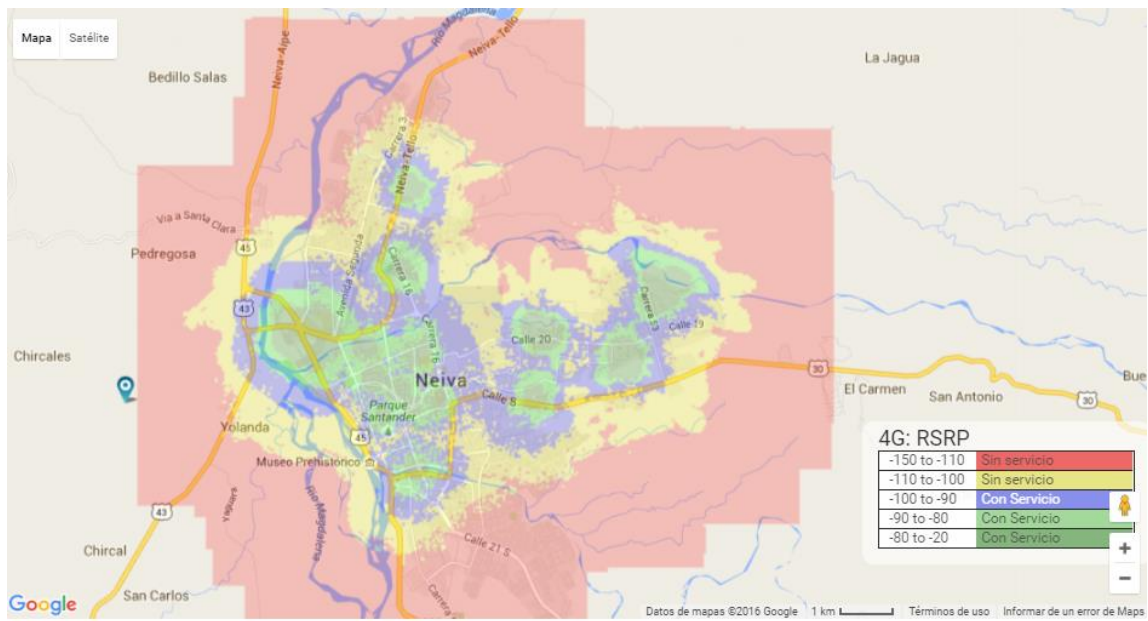 Mapa Satélite
La Jagua
Bedillo Salas
Neiva-Aipe
Río Magdalena
Neiva-Tello
Carrera 3
Neiva-Tello
Vía a Santa Clara
45
Pedregosa
Avenida Segunda
Carrera 16
43
Carrera 53
Calle 19
Carrera 16
Calle 20
Chircales
Neiva
30
El Carmen
San Antonio
Bue
30
Calle 8
Parque
Santander
Yolanda
45
Museo Prehistórico
Yaguará
43
Río Magdalena
Chircal
Calle 21 S
San Carlos
4G: RSRP
-150 to -110 Sin servicio
-110 to -100 Sin servicio
-100 to -90 Con Servicio
-90 to -80 Con Servicio
-80 to -20 Con Servicio
+
−
Google
Datos de mapas ©2016 Google 1 km Términos de uso Informar de un error de Maps